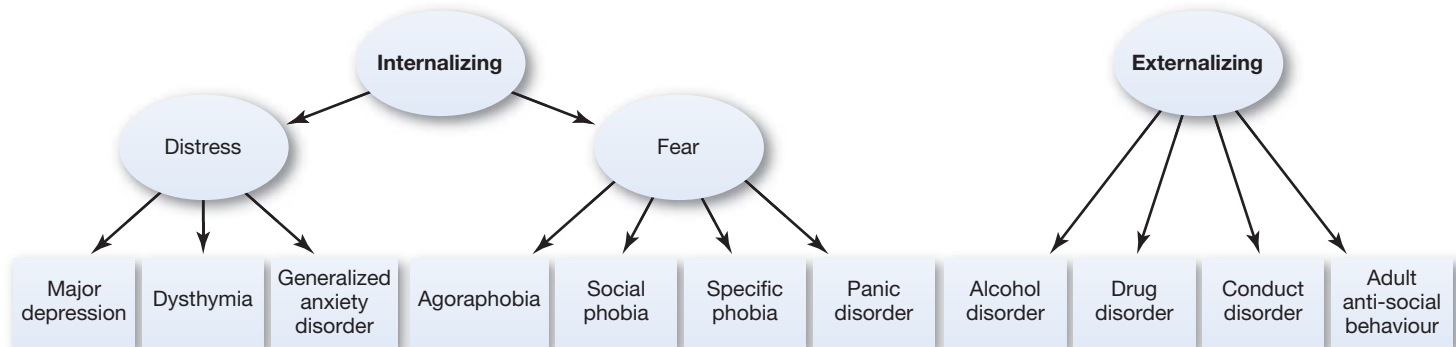 Internalizing
Externalizing
Distress
Fear
Major
depression
Dysthymia
Generalized
anxiety
disorder
Agoraphobia
Social
phobia
Specific
phobia
Panic
disorder
Alcohol
disorder
Drug
disorder
Conduct
disorder
Adult
anti-social
behaviour